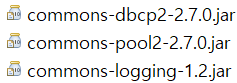 commons-dbcp2-2.7.0.jar
commons-pool2-2.7.0.jar
commons-logging-1.2.jar